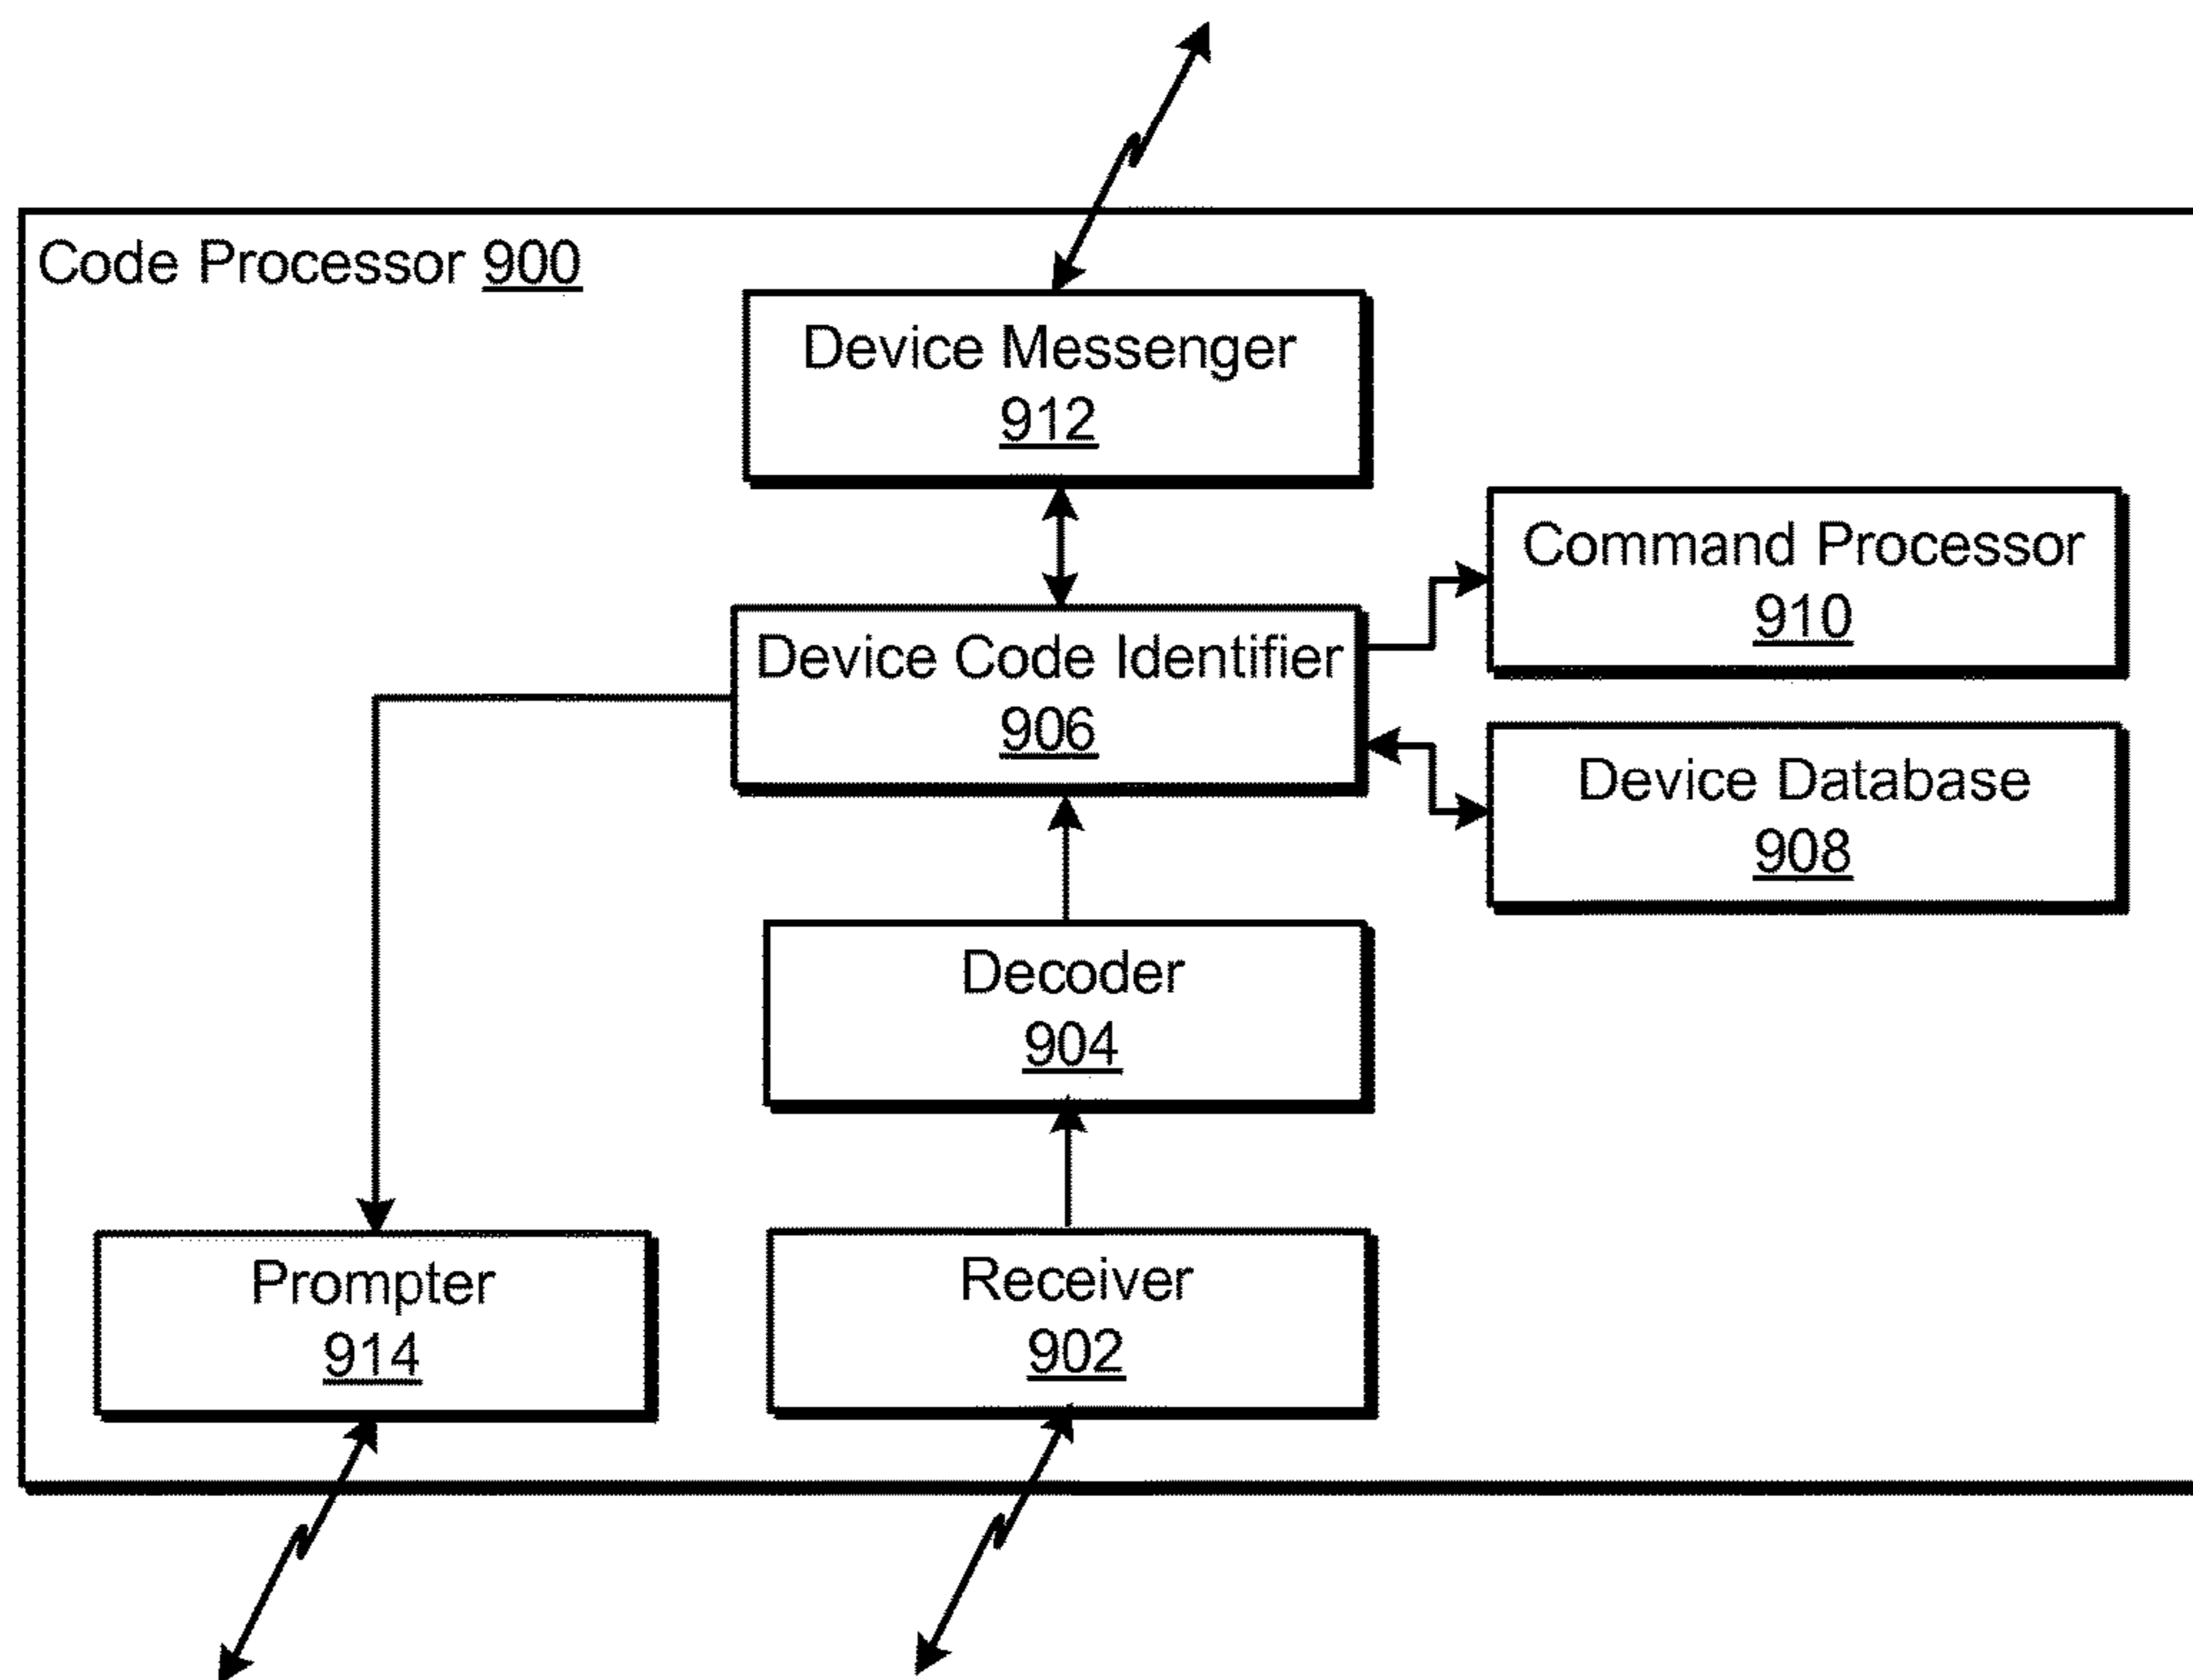 Code Processor 900
Device Messenger
912
Command Processor
910
Device Code Identifier
906
Device Database
908
Decoder
904
Prompter
914
Receiver
902